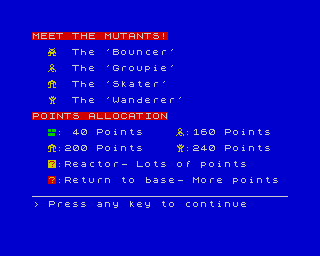 MEET THE MUTANTS!
The 'Bouncer'
The 'Groupie'
The 'Skater'
The 'Wanderer'
POINTS ALLOCATION
: 40 Points :160 Points
:200 Points :240 Points
?:Reactor- Lots of points
?:Return to base- More points
> Press any key to continue